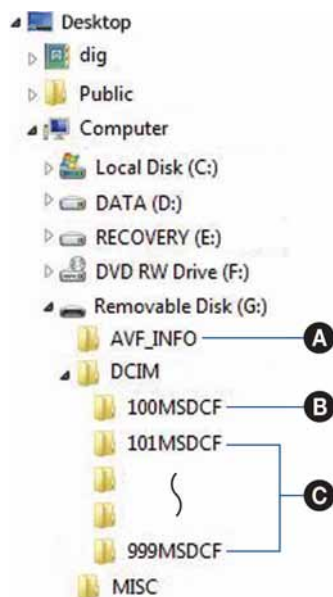 Desktop
dig
Public
Computer
Local Disk (C:)
DATA (D:)
RECOVERY (E:)
DVD RW Drive (F:)
Removable Disk (G:)
AVF_INFO A
DCIM
100MSDCF B
101MSDCF
C
999MSDCF
MISC